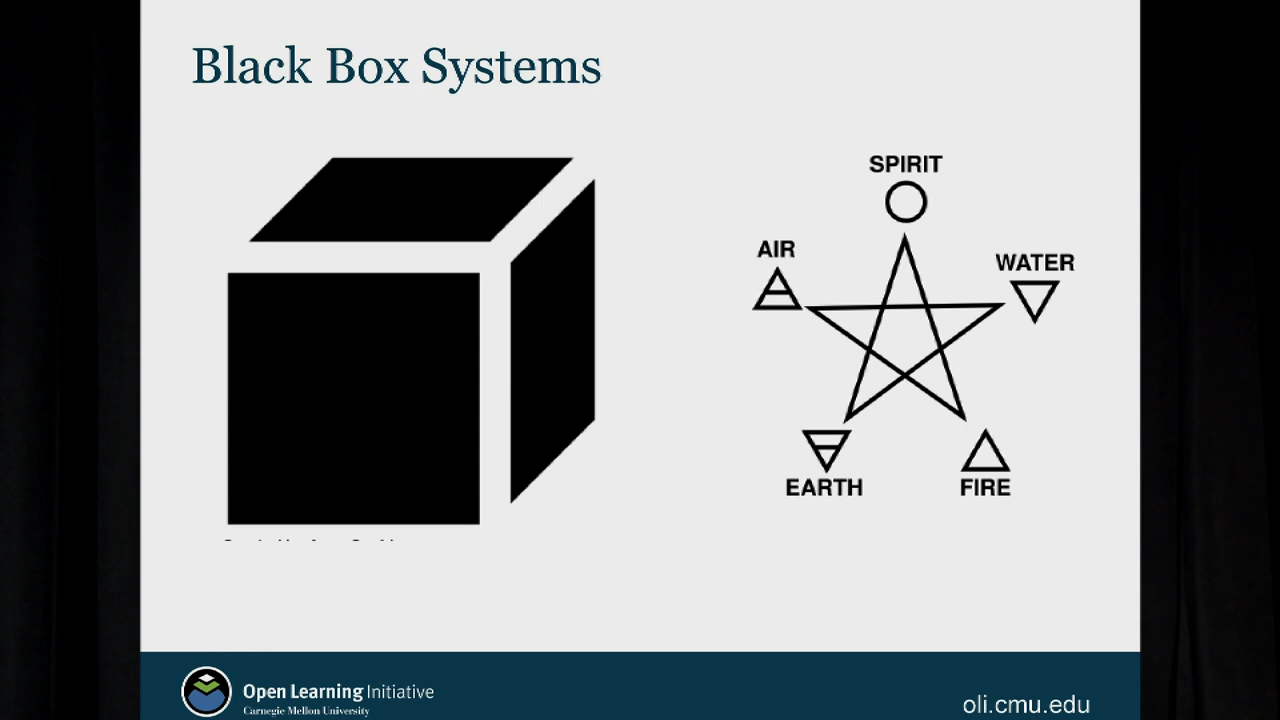 Black Box Systems
SPIRIT
AIR
WATER
EARTH
FIRE
Open Learning Initiative
Carnegie Mellon University
oli.cmu.edu